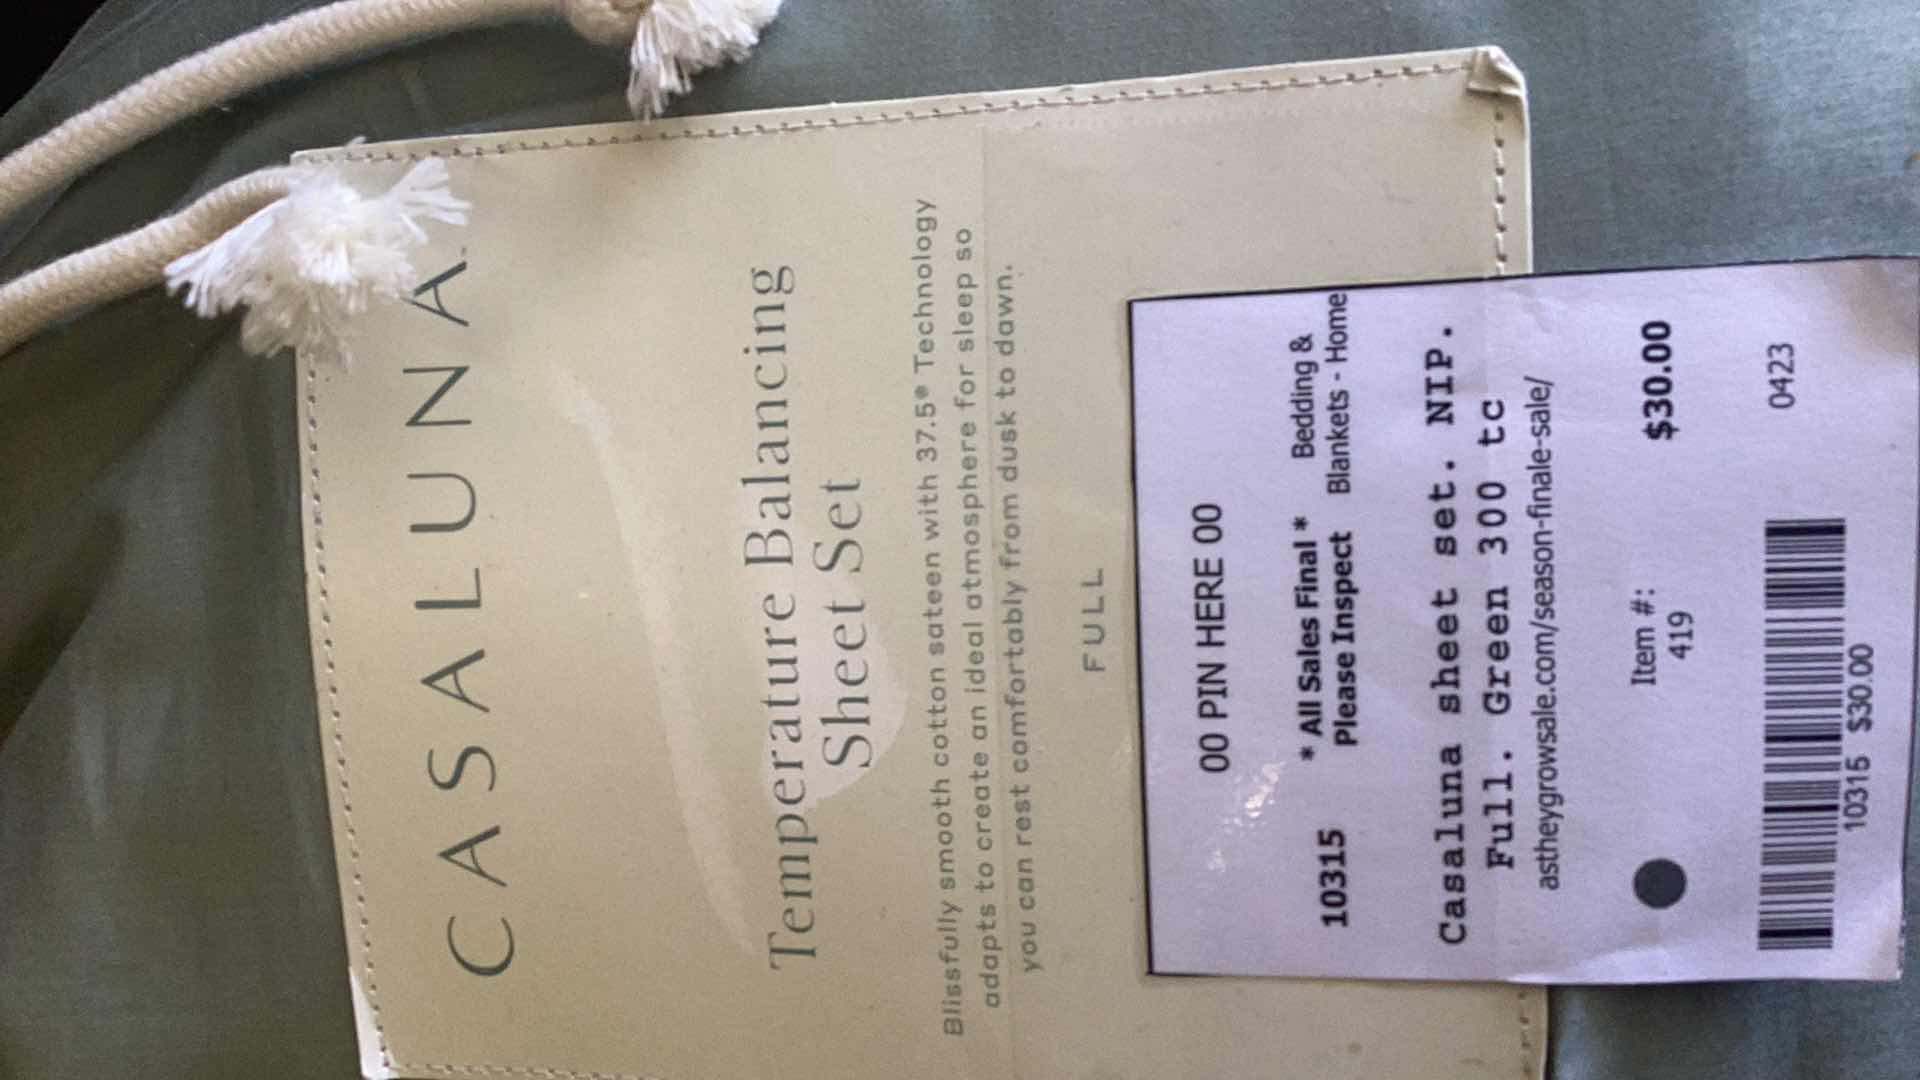 CASALUNA™
Temperature Balancing
Sheet Set
Blissfully smooth cotton sateen with 37.5® Technology
adapts to create an ideal atmosphere for sleep so
you can rest comfortably from dusk to dawn.
FULL
00 PIN HERE 00
10315 * All Sales Final * Bedding &
Please Inspect Blankets - Home
Casaluna sheet set. NIP.
Full. Green 300 tc
astheygrowsale.com/season-finale-sale/
Item #:
419
$30.00
0423
10315 $30.00